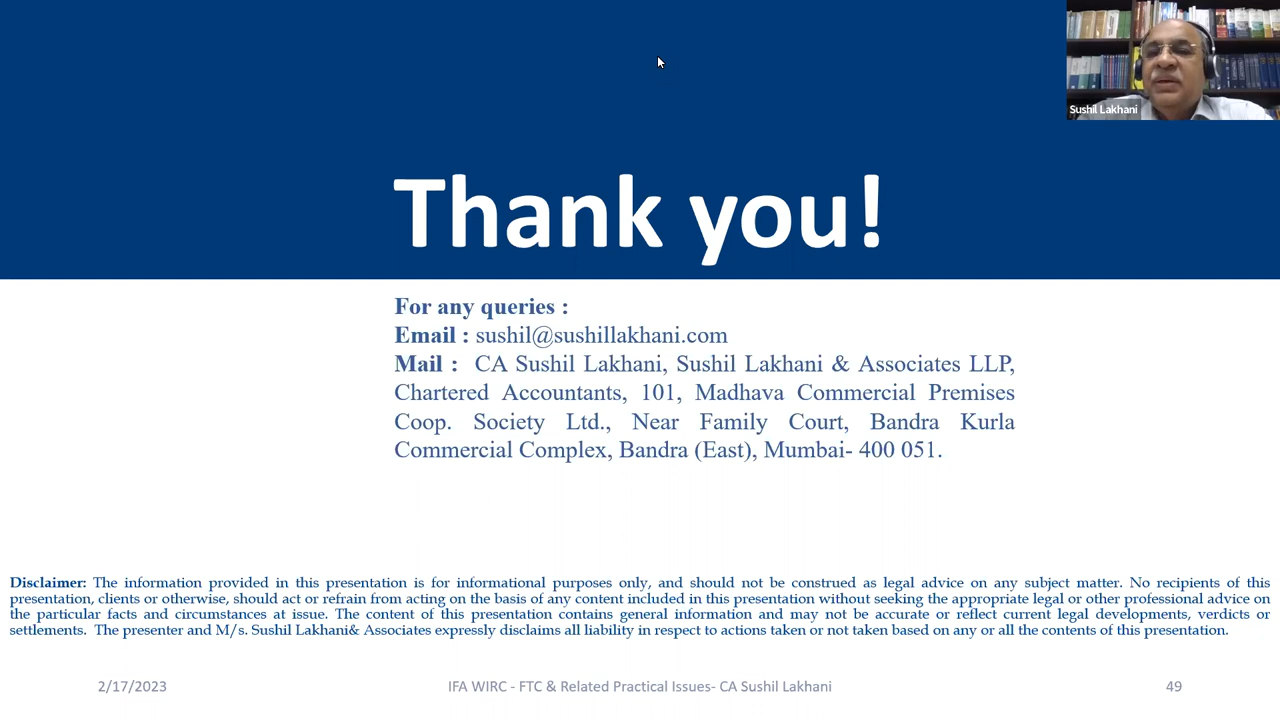 Sushil Lakhani
Thank you!
For any queries :
Email : sushil@sushillakhani.com
Mail : CA Sushil Lakhani, Sushil Lakhani & Associates LLP,
Chartered Accountants, 101, Madhava Commercial Premises
Coop. Society Ltd., Near Family Court, Bandra Kurla
Commercial Complex, Bandra (East), Mumbai- 400 051.
Disclaimer: The information provided in this presentation is for informational purposes only, and should not be construed as legal advice on any subject matter. No recipients of this
presentation, clients or otherwise, should act or refrain from acting on the basis of any content included in this presentation without seeking the appropriate legal or other professional advice on
the particular facts and circumstances at issue. The content of this presentation contains general information and may not be accurate or reflect current legal developments, verdicts or
settlements. The presenter and M/s. Sushil Lakhani& Associates expressly disclaims all liability in respect to actions taken or not taken based on any or all the contents of this presentation.
2/17/2023
IFA WIRC - FTC & Related Practical Issues- CA Sushil Lakhani
49